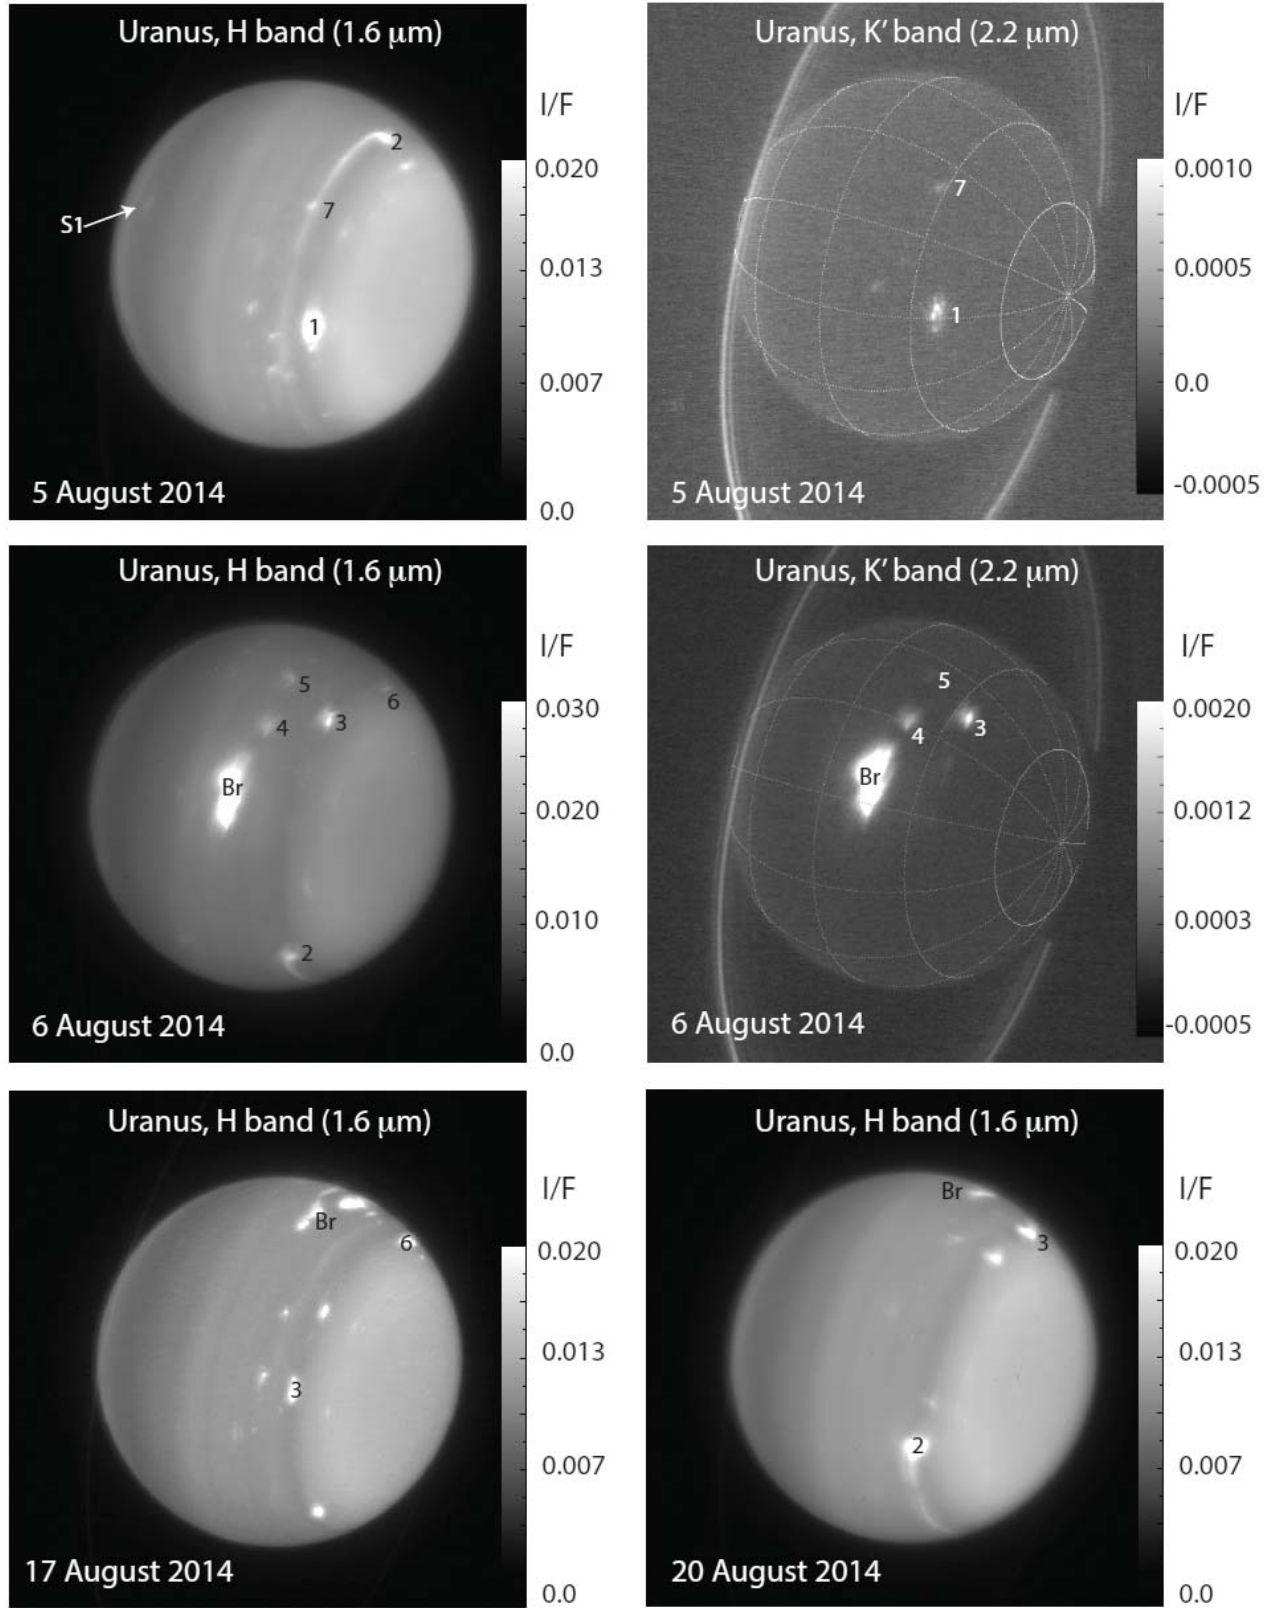 Uranus, H band (1.6 μm)
I/F
2
0.020
7
S1
0.013
1
0.007
5 August 2014
0.0
Uranus, K' band (2.2 μm)
I/F
0.0010
7
0.0005
1
0.0
5 August 2014
-0.0005
Uranus, H band (1.6 μm)
I/F
5
6
0.030
4
3
Br
0.020
0.010
2
6 August 2014
0.0
Uranus, K' band (2.2 μm)
I/F
5
0.0020
4
3
Br
0.0012
0.0003
6 August 2014
-0.0005
Uranus, H band (1.6 μm)
I/F
Br
6
0.020
0.013
3
0.007
17 August 2014
0.0
Uranus, H band (1.6 μm)
Br
I/F
3
0.020
0.013
2
0.007
20 August 2014
0.0